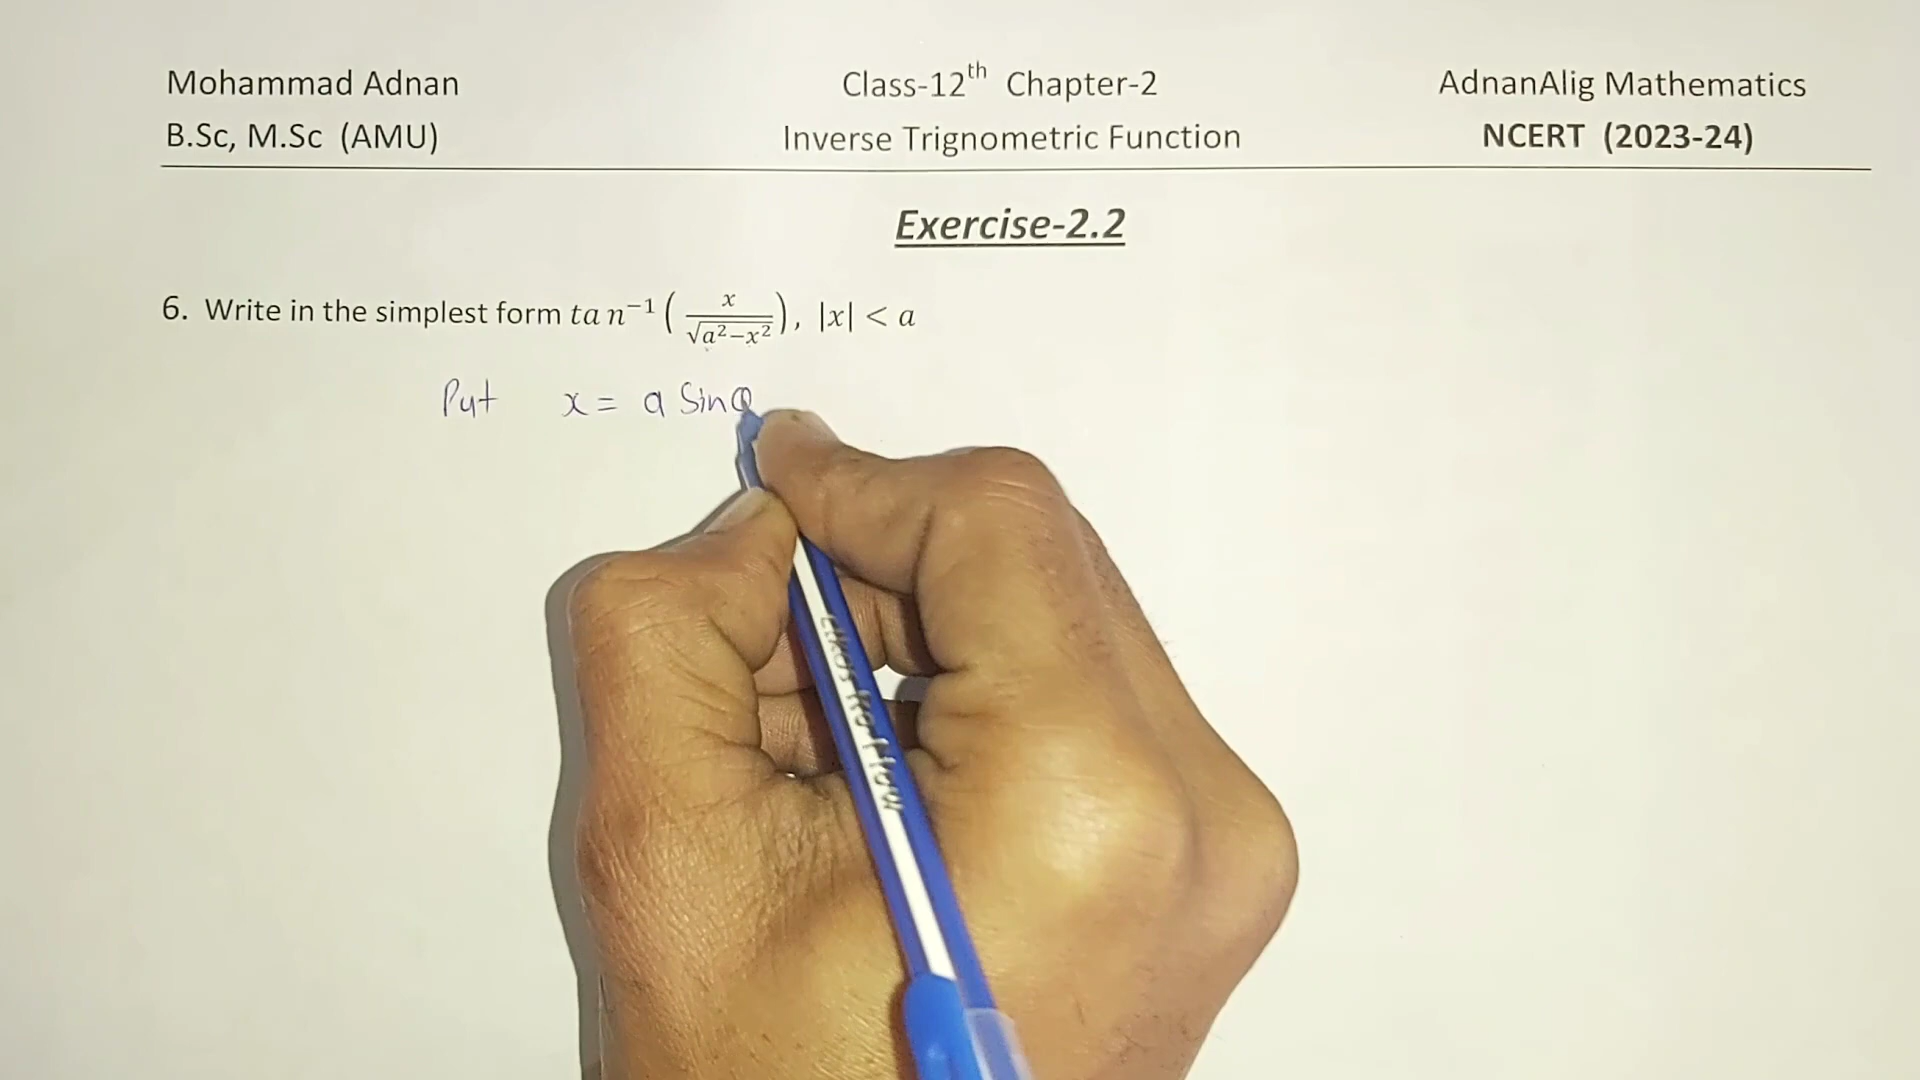 Mohammad Adnan
B.Sc, M.Sc (AMU)
Class-12th Chapter-2
Inverse Trignometric Function
AdnanAlig Mathematics
NCERT (2023-24)
Exercise-2.2
6. Write in the simplest form tan⁻¹(x/√(a²−x²)), |x| < a
Put x = a Sinθ